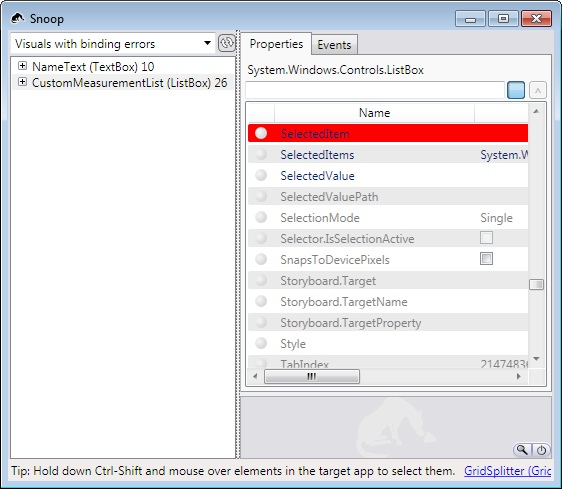 Snoop
Visuals with binding errors
NameText (TextBox) 10
CustomMeasurementList (ListBox) 26
Properties
Events
System.Windows.Controls.ListBox
Name
SelectedItem
SelectedItems System.W
SelectedValue
SelectedValuePath
SelectionMode Single
Selector.IsSelectionActive
SnapsToDevicePixels
Storyboard.Target
Storyboard.TargetName
Storyboard.TargetProperty
Style
TabIndex 21474836
Tip: Hold down Ctrl-Shift and mouse over elements in the target app to select them. GridSplitter (Grid